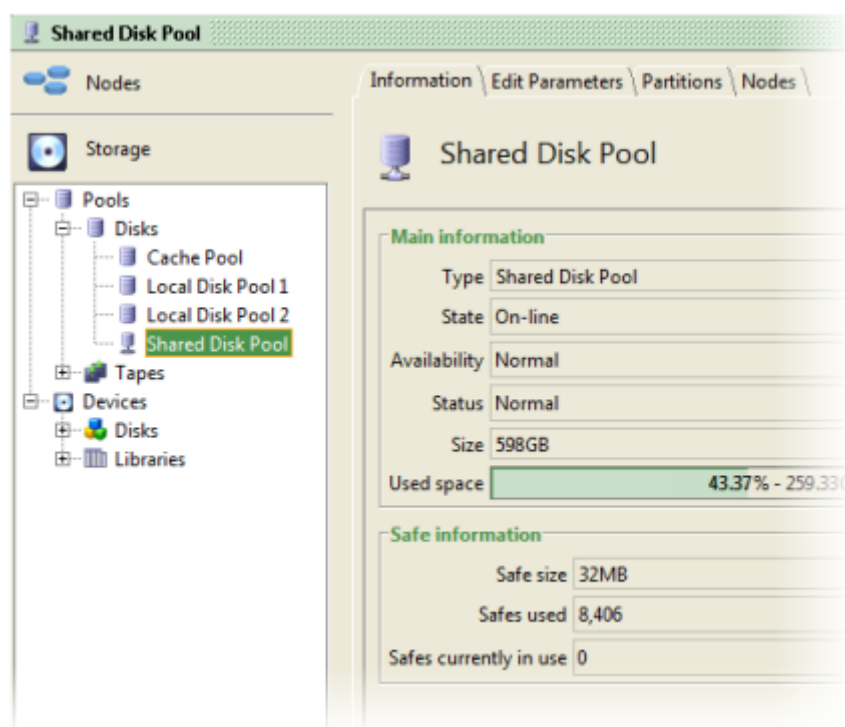 Shared Disk Pool
Nodes
Storage
Pools
Disks
Cache Pool
Local Disk Pool 1
Local Disk Pool 2
Shared Disk Pool
Tapes
Devices
Disks
Libraries
Information Edit Parameters Partitions Nodes
Shared Disk Pool
Main information
Type Shared Disk Pool
State On-line
Availability Normal
Status Normal
Size 598GB
Used space 43.37% - 259.33G
Safe information
Safe size 32MB
Safes used 8,406
Safes currently in use 0